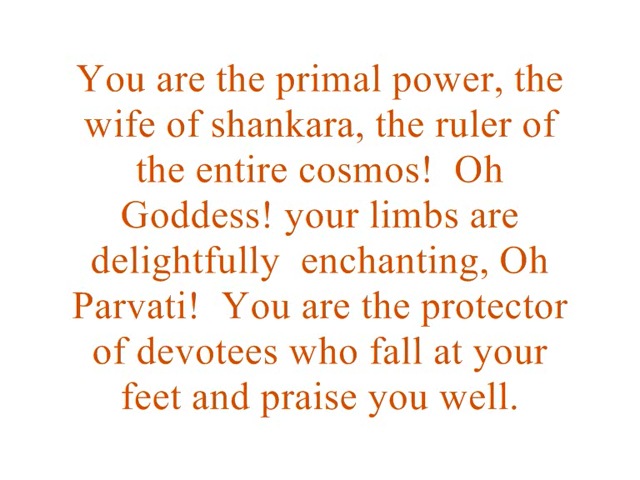 You are the primal power, the
wife of shankara, the ruler of
the entire cosmos!  Oh
Goddess! your limbs are
delightfully  enchanting, Oh
Parvati!  You are the protector
of devotees who fall at your
feet and praise you well.